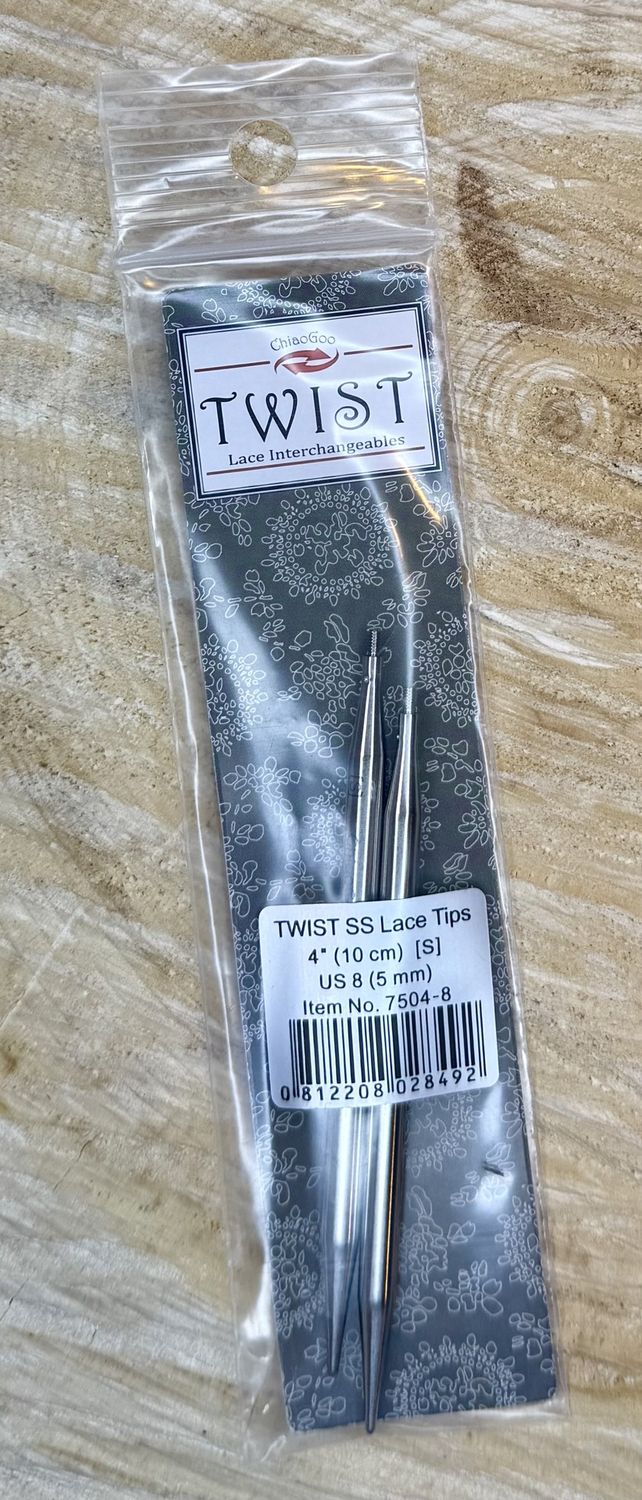 ChiaoGoo
TWIST
Lace Interchangeables
TWIST SS Lace Tips
4" (10 cm) [S]
US 8 (5 mm)
Item No. 7504-8
0 812208 028492